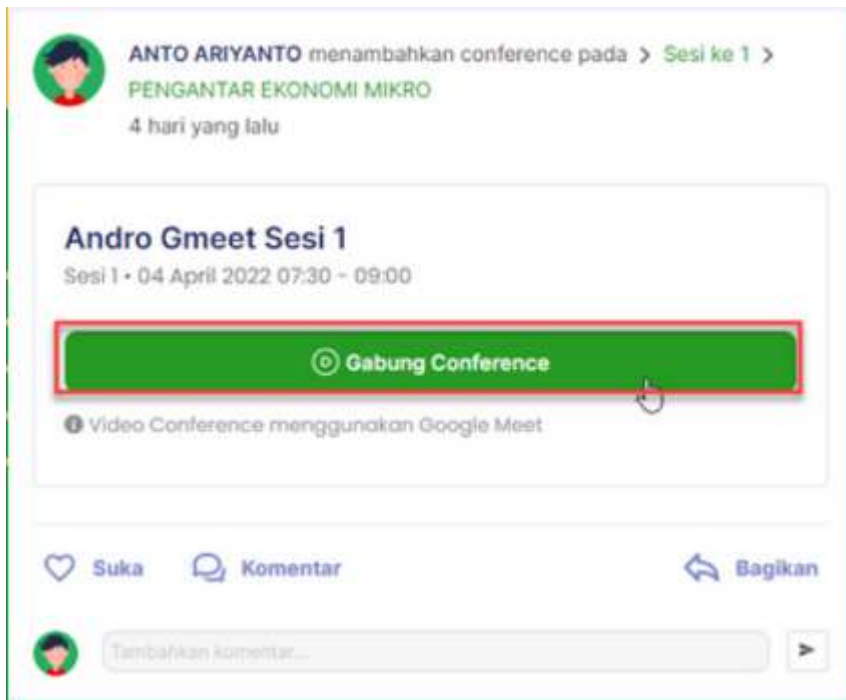 ANTO ARIYANTO menambahkan conference pada > Sesi ke 1 >
PENGANTAR EKONOMI MIKRO
4 hari yang lalu
Andro Gmeet Sesi 1
Sesi 1 • 04 April 2022 07:30 - 09:00
Gabung Conference
Video Conference menggunakan Google Meet
Suka Komentar Bagikan
Tambahkan komentar...